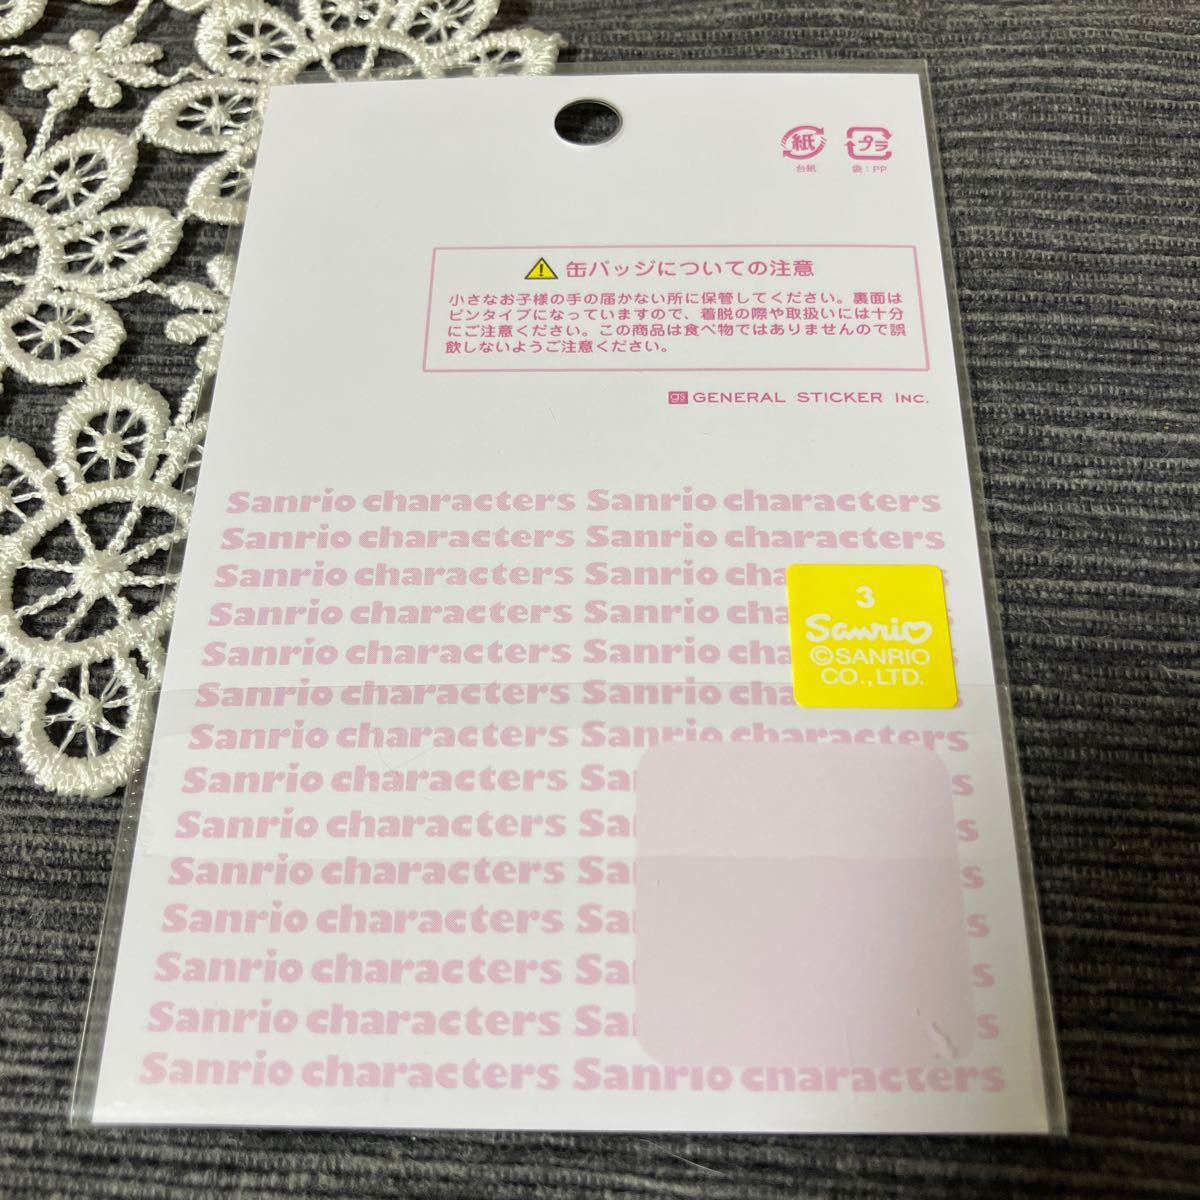 紙
プラ
台紙
袋:PP
缶バッジについての注意
小さなお子様の手の届かない所に保管してください。裏面は
ピンタイプになっていますので、着脱の際や取扱いには十分
にご注意ください。この商品は食べ物ではありませんので誤
飲しないようご注意ください。
gs GENERAL STICKER INC.
Sanrio characters Sanrio characters
Sanrio characters Sanrio characters
Sanrio characters Sanrio cha
3
Sanrio characters Sanrio cha
Sanrio
Sanrio characters Sanrio cha
©SANRIO
CO.,LTD.
Sanrio characters Sanrio chara
Sanrio characters Sanrio characters
Sanrio characters Sa s
Sanrio characters Sa s
Sanrio characters Sa s
Sanrio characters Sa s
Sanrio characters Sa s
Sanrio characters Sa s
Sanrio characters Sanrio characters